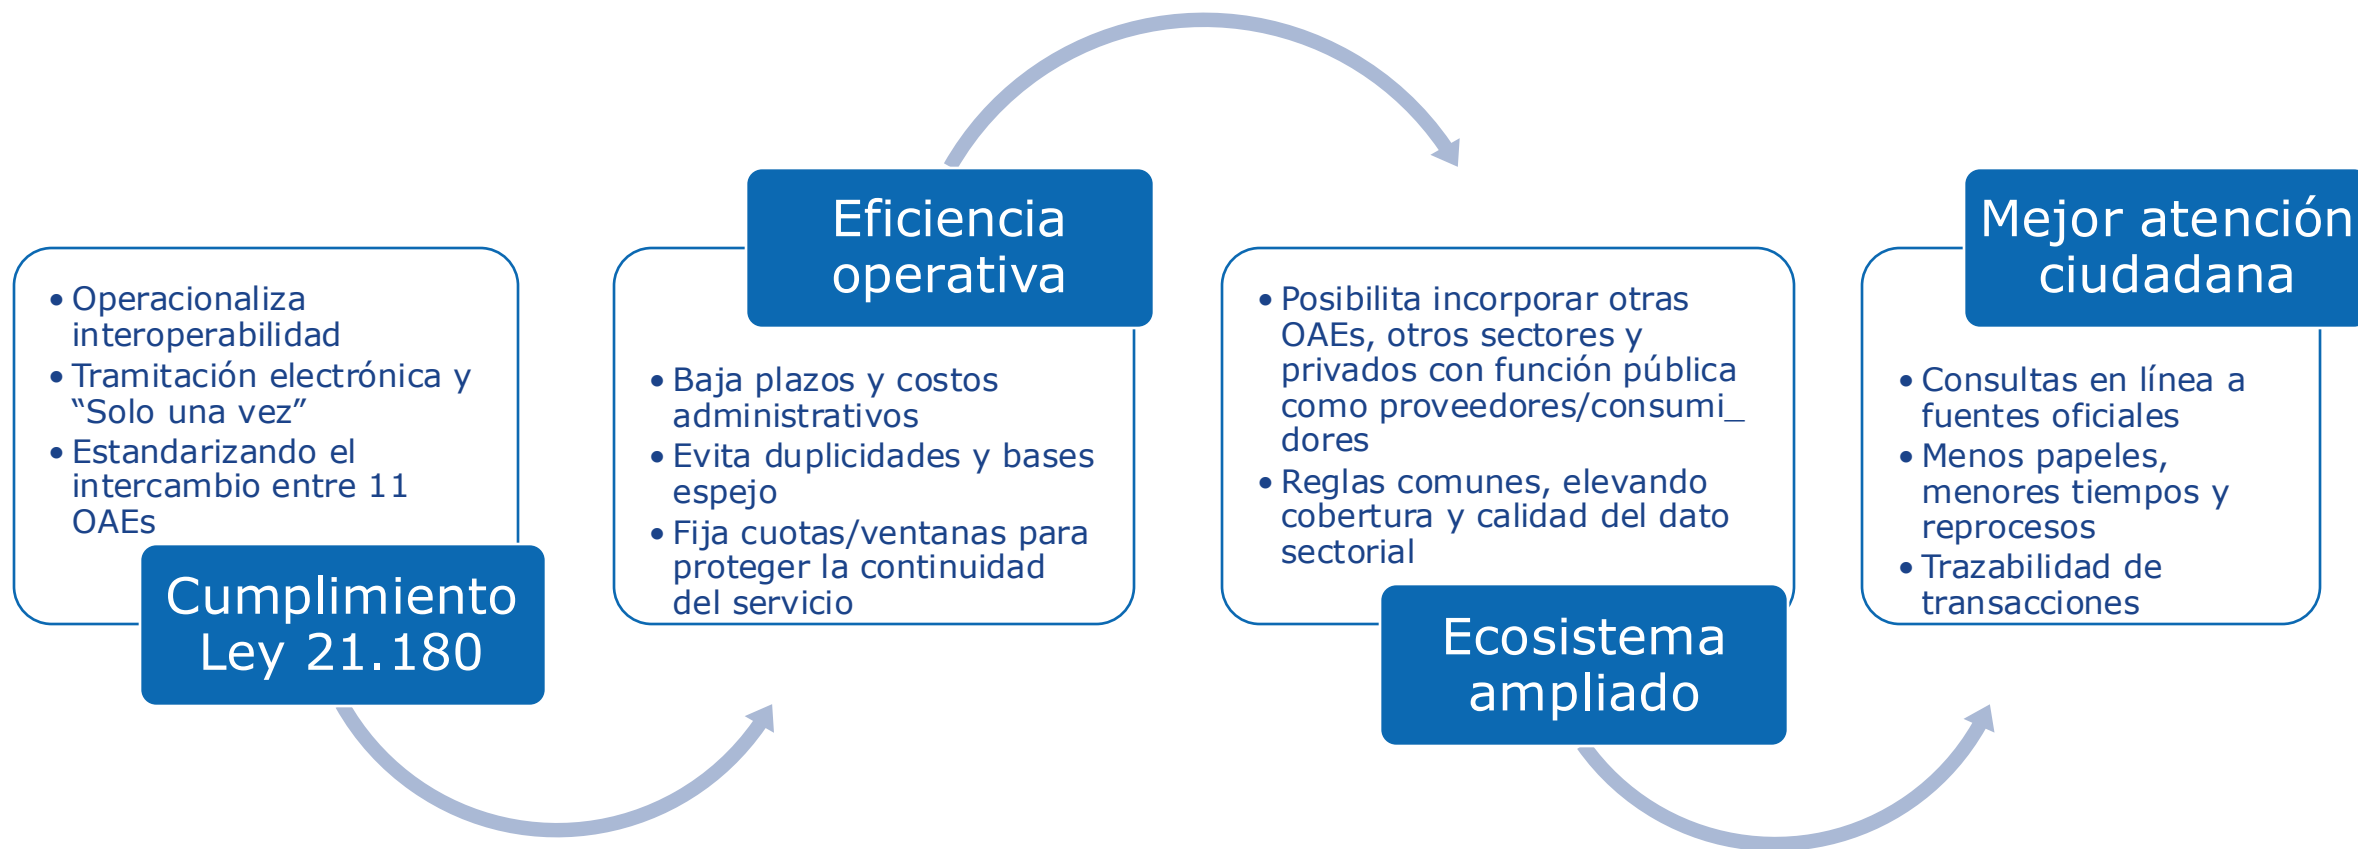 • Operacionaliza
interoperabilidad
• Tramitación electrónica y
“Solo una vez”
• Estandarizando el
intercambio entre 11
OAEs
Cumplimiento
Ley 21.180
Eficiencia
operativa
• Baja plazos y costos
administrativos
• Evita duplicidades y bases
espejo
• Fija cuotas/ventanas para
proteger la continuidad
del servicio
• Posibilita incorporar otras
OAEs, otros sectores y
privados con función pública
como proveedores/consumi_
dores
• Reglas comunes, elevando
cobertura y calidad del dato
sectorial
Ecosistema
ampliado
Mejor atención
ciudadana
• Consultas en línea a
fuentes oficiales
• Menos papeles,
menores tiempos y
reprocesos
• Trazabilidad de
transacciones